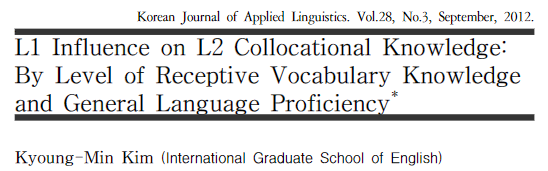 Korean Journal of Applied Linguistics. Vol.28, No.3, September, 2012.
L1 Influence on L2 Collocational Knowledge:
By Level of Receptive Vocabulary Knowledge
and General Language Proficiency*
Kyoung-Min Kim (International Graduate School of English)